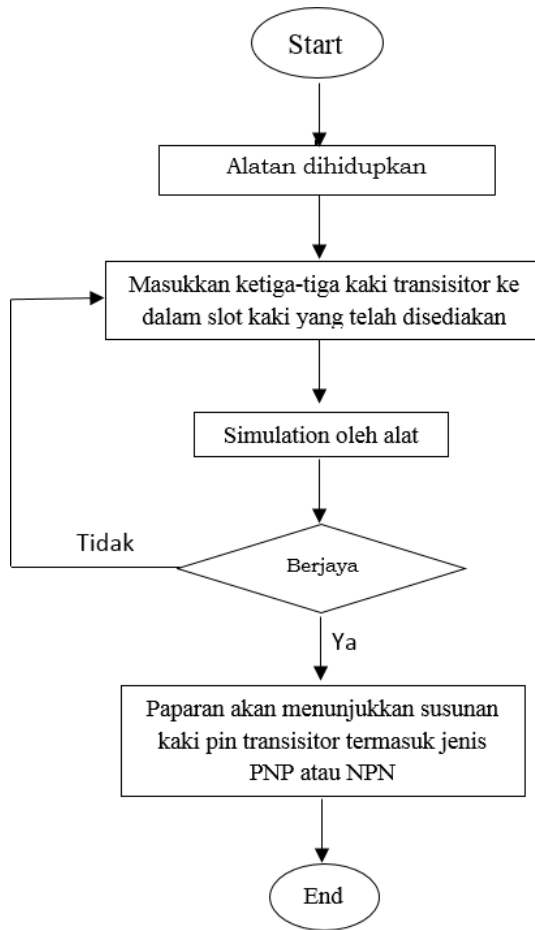 Start
Alatan dihidupkan
Masukkan ketiga-tiga kaki transisitor ke
dalam slot kaki yang telah disediakan
Simulation oleh alat
Tidak
Berjaya
Ya
Paparan akan menunjukkan susunan
kaki pin transisitor termasuk jenis
PNP atau NPN
End